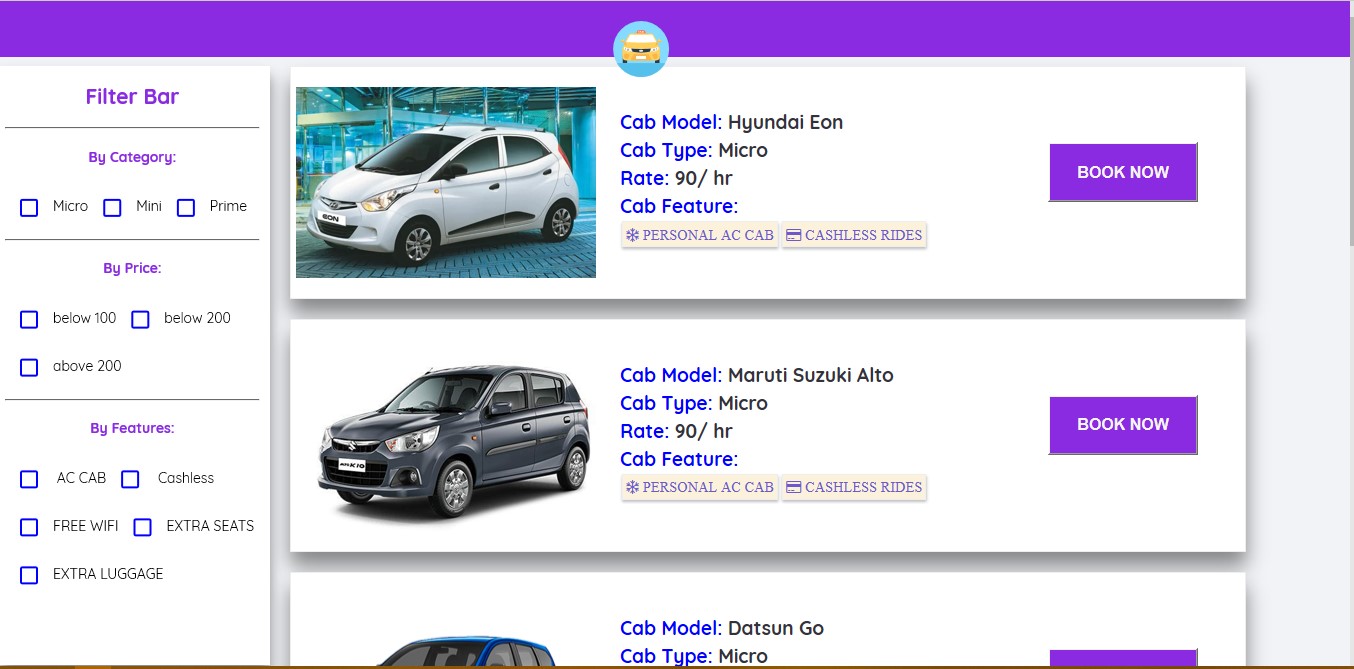 Filter Bar
By Category:
Micro Mini Prime
By Price:
below 100 below 200
above 200
By Features:
AC CAB Cashless
FREE WIFI EXTRA SEATS
EXTRA LUGGAGE
EON
Cab Model: Hyundai Eon
Cab Type: Micro
Rate: 90/ hr
Cab Feature:
PERSONAL AC CAB CASHLESS RIDES
BOOK NOW
ALTO K10
Cab Model: Maruti Suzuki Alto
Cab Type: Micro
Rate: 90/ hr
Cab Feature:
PERSONAL AC CAB CASHLESS RIDES
BOOK NOW
Cab Model: Datsun Go
Cab Type: Micro